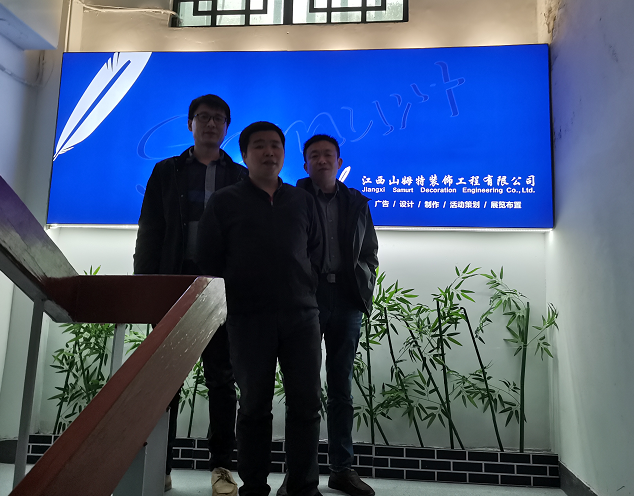 江西山姆特装饰工程有限公司
Jiangxi Samurt Decoration Engineering Co.,Ltd.
广告 / 设计 / 制作 / 活动策划 / 展览布置